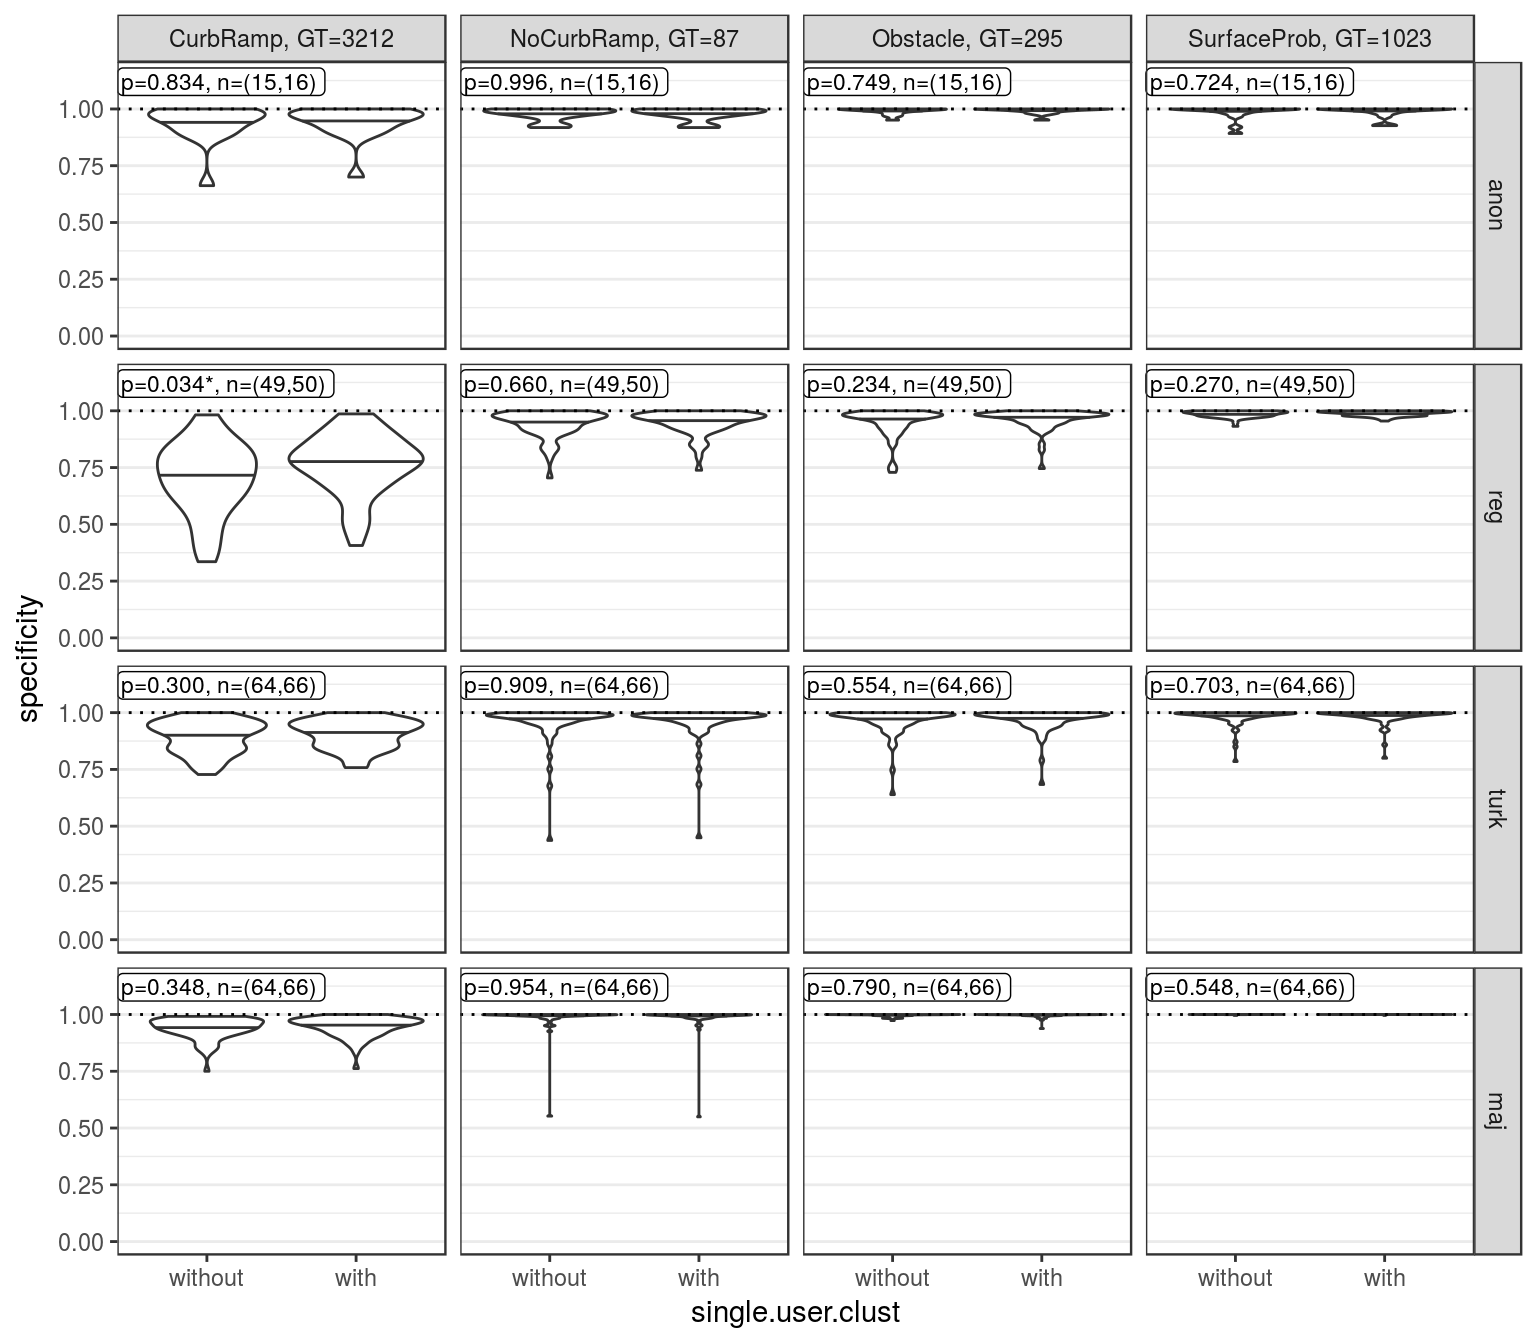 CurbRamp, GT=3212
NoCurbRamp, GT=87
Obstacle, GT=295
SurfaceProb, GT=1023
p=0.834, n=(15,16)
p=0.996, n=(15,16)
p=0.749, n=(15,16)
p=0.724, n=(15,16)
1.00
0.75
0.50
0.25
0.00
anon
p=0.034*, n=(49,50)
p=0.660, n=(49,50)
p=0.234, n=(49,50)
p=0.270, n=(49,50)
1.00
0.75
0.50
0.25
0.00
reg
p=0.300, n=(64,66)
p=0.909, n=(64,66)
p=0.554, n=(64,66)
p=0.703, n=(64,66)
1.00
0.75
0.50
0.25
0.00
turk
p=0.348, n=(64,66)
p=0.954, n=(64,66)
p=0.790, n=(64,66)
p=0.548, n=(64,66)
1.00
0.75
0.50
0.25
0.00
maj
specificity
without
with
without
with
without
with
without
with
single.user.clust